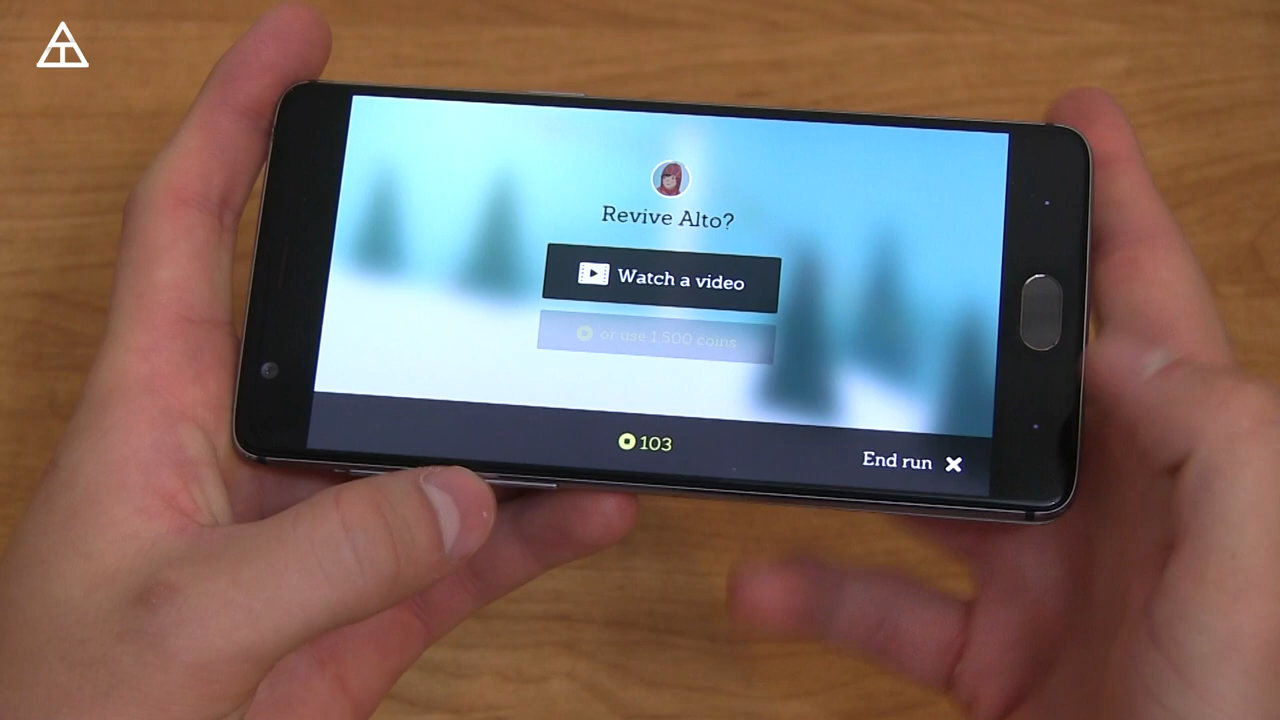 Revive Alto?
Watch a video
or use 1,500 coins
103
End run